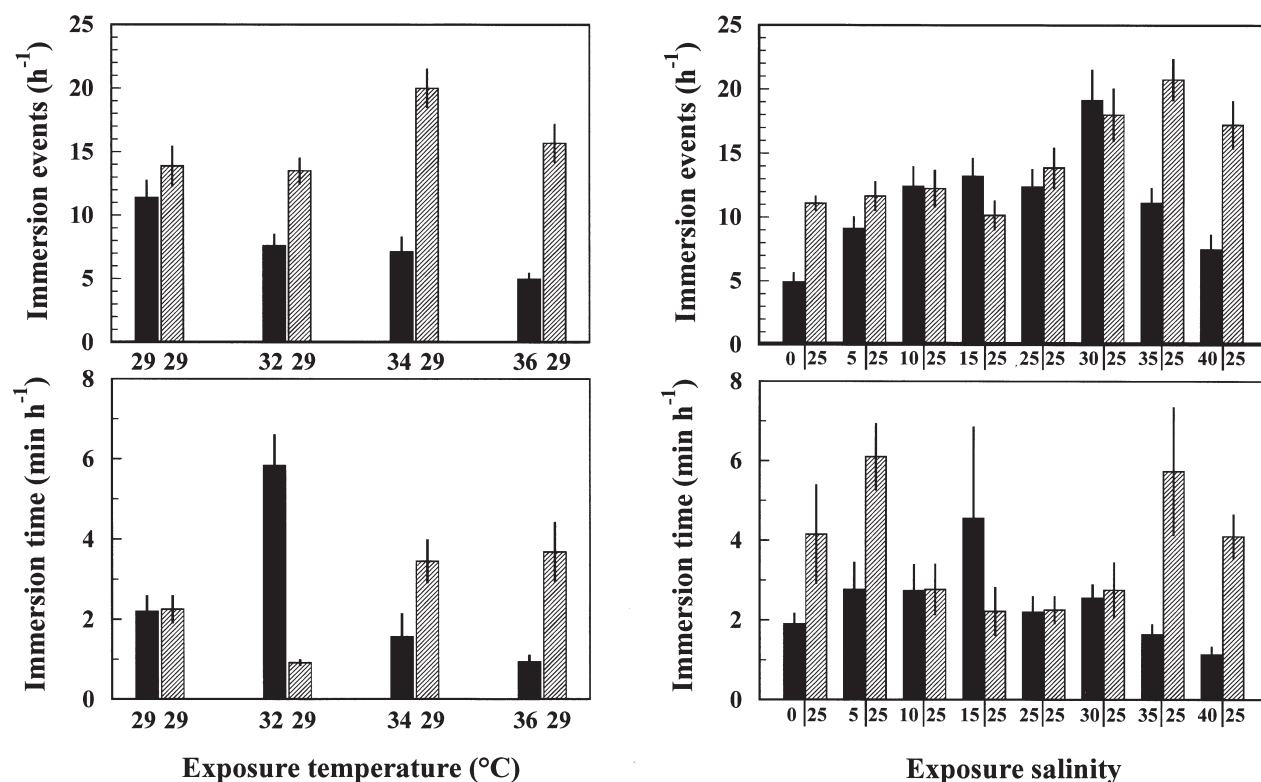 Immersion events (h⁻¹)
25
20
15
10
5
0
29 29 32 29 34 29 36 29
Immersion events (h⁻¹)
25
20
15
10
5
0
0|25 5|25 10|25 15|25 25|25 30|25 35|25 40|25
Immersion time (min h⁻¹)
8
6
4
2
0
29 29 32 29 34 29 36 29
Exposure temperature (°C)
Immersion time (min h⁻¹)
8
6
4
2
0
0|25 5|25 10|25 15|25 25|25 30|25 35|25 40|25
Exposure salinity